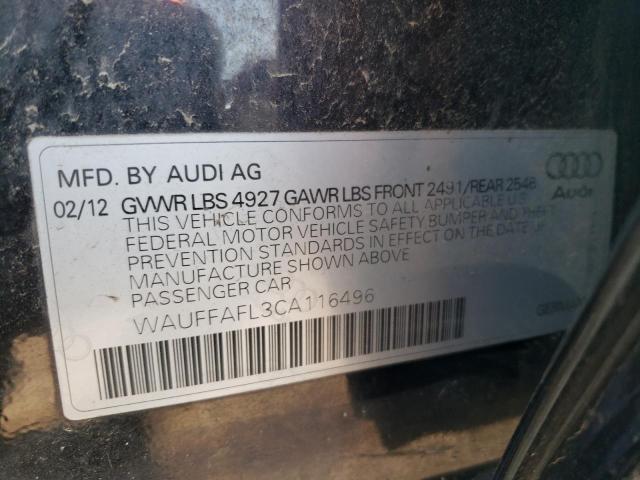 MFD. BY AUDI AG
02/12 GVWR LBS 4927 GAWR LBS FRONT 2491/REAR 2548
THIS VEHICLE CONFORMS TO ALL APPLICABLE U.S.
FEDERAL MOTOR VEHICLE SAFETY BUMPER AND THEFT
PREVENTION STANDARDS IN EFFECT ON THE DATE OF
MANUFACTURE SHOWN ABOVE
PASSENGER CAR
WAUFFAFL3CA116496
Audi
GERMANY